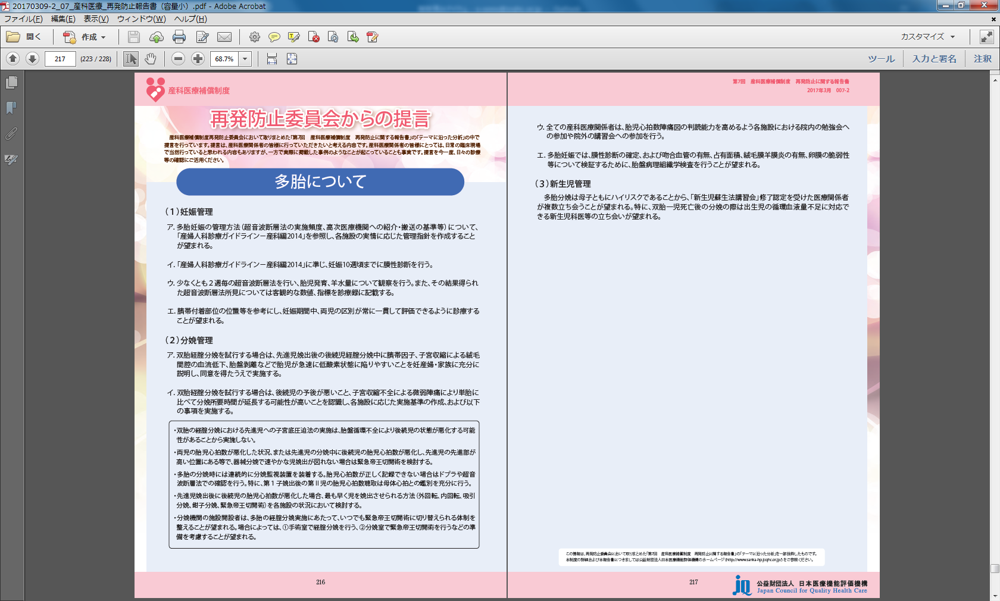 20170309-2_07_産科医療_再発防止報告書（容量小）.pdf - Adobe Acrobat
ファイル(F) 編集(E) 表示(V) ウィンドウ(W) ヘルプ(H)
開く 作成 カスタマイズ
217 (223 / 228) 68.7% ツール 入力と署名 注釈
産科医療補償制度
再発防止委員会からの提言
産科医療補償制度再発防止委員会において取りまとめた「第7回　産科医療補償制度　再発防止に関する報告書」の「テーマに沿った分析」の中で
提言を行っています。提言は、産科医療関係者の皆様に行っていただきたいと考える内容です。産科医療関係者の皆様にとっては、日常の臨床現場
で当然行っていると思われる内容もありますが、一方で実際に掲載した事例のようなことが起こっていることも事実です。提言を今一度、日々の診療
等の確認にご活用ください。
多胎について
（１）妊娠管理
ア．多胎妊娠の管理方法（超音波断層法の実施頻度、高次医療機関への紹介・搬送の基準等）について、
「産婦人科診療ガイドライン－産科編2014」を参照し、各施設の実情に応じた管理指針を作成すること
が望まれる。
イ．「産婦人科診療ガイドライン－産科編2014」に準じ、妊娠10週頃までに膜性診断を行う。
ウ．少なくとも２週毎の超音波断層法を行い、胎児発育、羊水量について観察を行う。また、その結果得られ
た超音波断層法所見については客観的な数値、指標を診療録に記載する。
エ．臍帯付着部位の位置等を参考にし、妊娠期間中、両児の区別が常に一貫して評価できるように診療する
ことが望まれる。
（２）分娩管理
ア．双胎経腟分娩を試行する場合は、先進児娩出後の後続児経腟分娩中に臍帯因子、子宮収縮による絨毛
間腔の血流低下、胎盤剥離などで胎児が急速に低酸素状態に陥りやすいことを妊産婦・家族に充分に
説明し、同意を得たうえで実施する。
イ．双胎経腟分娩を試行する場合は、後続児の予後が悪いこと、子宮収縮不全による微弱陣痛により単胎に
比べて分娩所要時間が延長する可能性が高いことを認識し、各施設に応じた実施基準の作成、および以下
の事項を実施する。
・双胎の経腟分娩における先進児への子宮底圧迫法の実施は、胎盤循環不全により後続児の状態が悪化する可能
性があることから実施しない。
・両児の胎児心拍数が悪化した状況、または先進児の分娩中に後続児の胎児心拍数が悪化し、先進児の先進部が
高い位置にある等で、器械分娩で速やかな児娩出が図れない場合は緊急帝王切開術を検討する。
・多胎の分娩時には連続的に分娩監視装置を装着する。胎児心拍数が正しく記録できない場合はドプラや超音
波断層法での確認を行う。特に、第１子娩出後の第Ⅱ児の胎児心拍数聴取は母体心拍との鑑別を充分に行う。
・先進児娩出後に後続児の胎児心拍数が悪化した場合、最も早く児を娩出させられる方法（外回転、内回転、吸引
分娩、鉗子分娩、緊急帝王切開術）を各施設の状況において検討する。
・分娩機関の施設開設者は、多胎の経腟分娩実施にあたって、いつでも緊急帝王切開術に切り替えられる体制を
整えることが望まれる。場合によっては、①手術室で経腟分娩を行う、②分娩室で緊急帝王切開術を行うなどの準
備を考慮することが望まれる。
216
第7回　産科医療補償制度　再発防止に関する報告書
2017年3月　007-2
ウ．全ての産科医療関係者は、胎児心拍数陣痛図の判読能力を高めるよう各施設における院内の勉強会へ
の参加や院外の講習会への参加を行う。
エ．多胎妊娠では、膜性診断の確定、および吻合血管の有無、占有面積、絨毛膜羊膜炎の有無、卵膜の脆弱性
等について検証するために、胎盤病理組織学検査を行うことが望まれる。
（３）新生児管理
多胎分娩は母子ともにハイリスクであることから、「新生児蘇生法講習会」修了認定を受けた医療関係者
が複数立ち会うことが望まれる。特に、双胎一児死亡後の分娩の際は出生児の循環血液量不足に対応で
きる新生児科医等の立ち会いが望まれる。
この情報は、再発防止委員会において取りまとめた「第7回　産科医療補償制度　再発防止に関する報告書」の「テーマに沿った分析」を一部抜粋したものです。
本制度の詳細および本報告書につきましては公益財団法人日本医療機能評価機構のホームページ(http://www.sanka-hp.jcqhc.or.jp/)をご参照ください。
217
jq 公益財団法人 日本医療機能評価機構
Japan Council for Quality Health Care